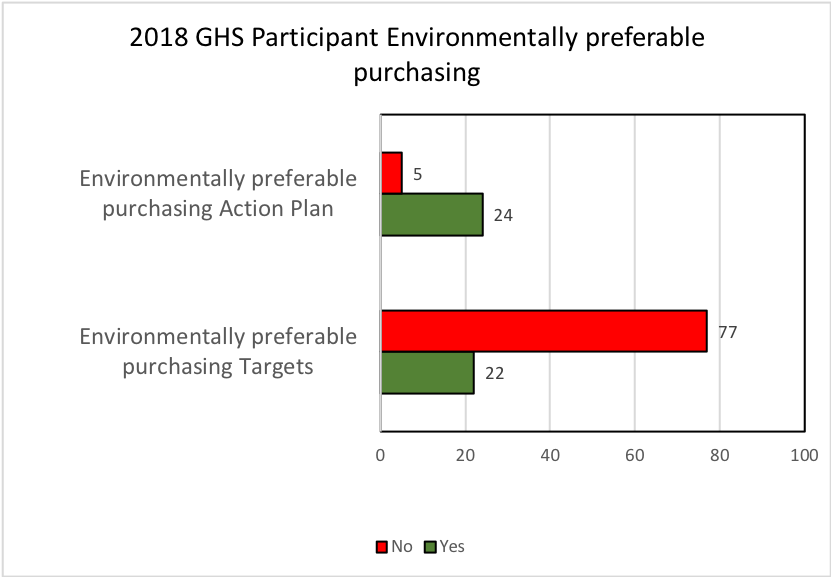 2018 GHS Participant Environmentally preferable
purchasing
Environmentally preferable
purchasing Action Plan
5
24
Environmentally preferable
purchasing Targets
77
22
0 20 40 60 80 100
No Yes